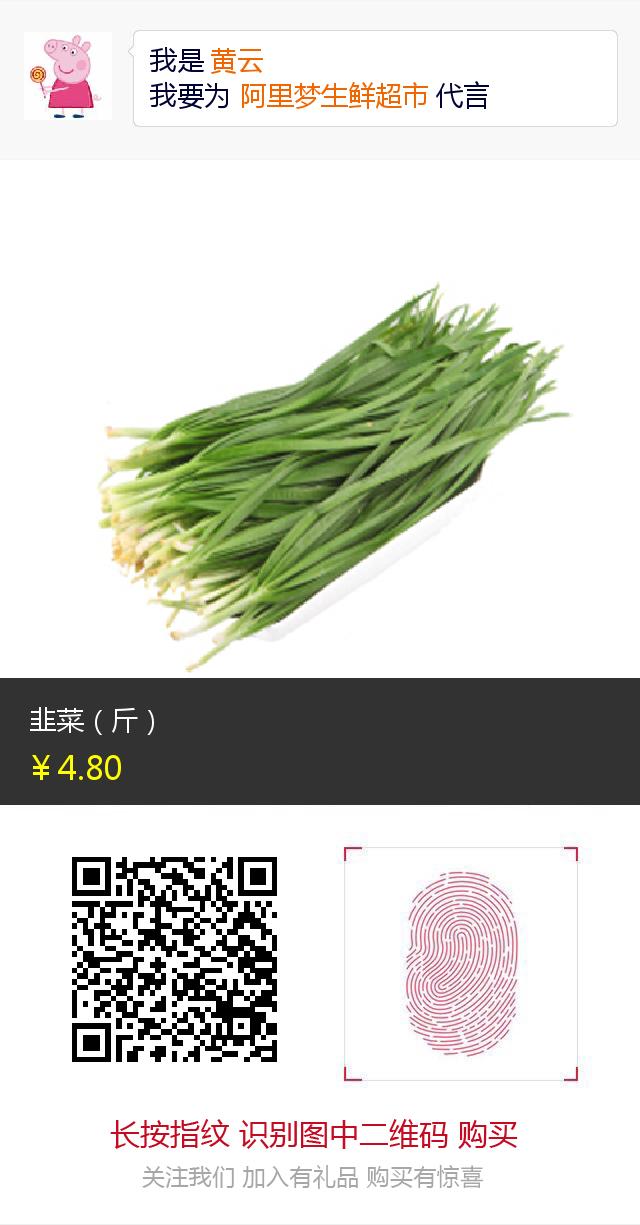 我是 黄云
我要为 阿里梦生鲜超市 代言
韭菜（斤）
￥4.80
长按指纹 识别图中二维码 购买
关注我们 加入有礼品 购买有惊喜